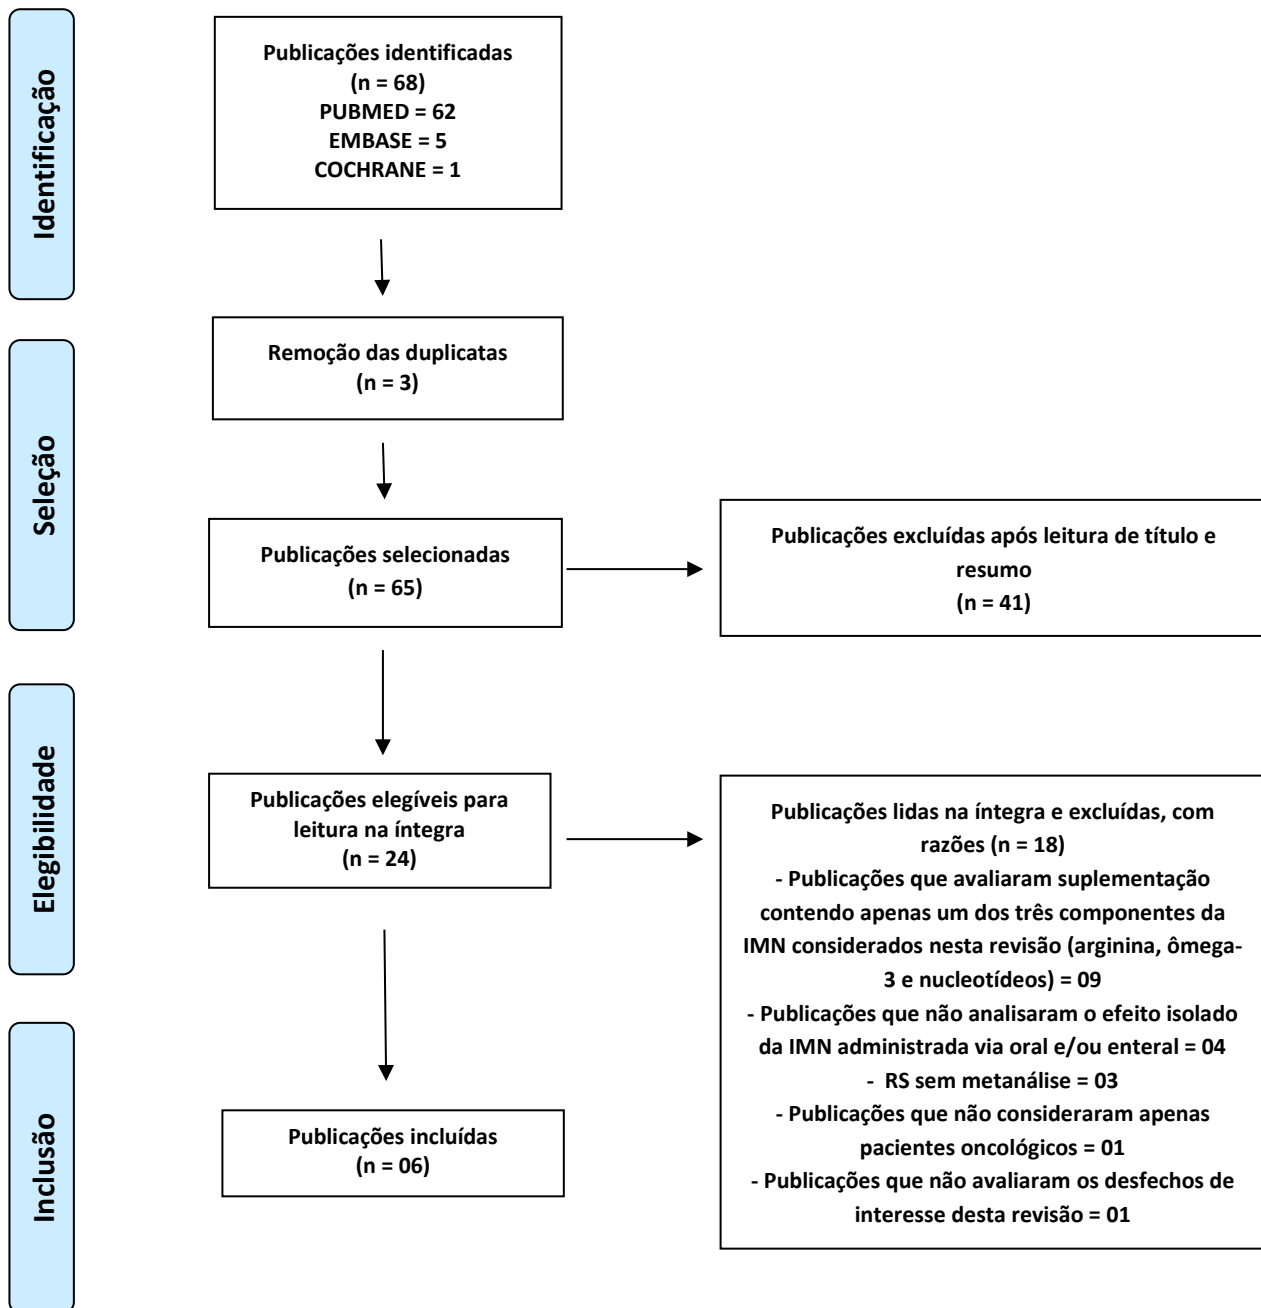 Identificação
Publicações identificadas
(n = 68)
PUBMED = 62
EMBASE = 5
COCHRANE = 1
Remoção das duplicatas
(n = 3)
Seleção
Publicações selecionadas
(n = 65)
Publicações excluídas após leitura de título e
resumo
(n = 41)
Elegibilidade
Publicações elegíveis para
leitura na íntegra
(n = 24)
Publicações lidas na íntegra e excluídas, com
razões (n = 18)
- Publicações que avaliaram suplementação
contendo apenas um dos três componentes da
IMN considerados nesta revisão (arginina, ômega-
3 e nucleotídeos) = 09
- Publicações que não analisaram o efeito isolado
da IMN administrada via oral e/ou enteral = 04
- RS sem metanálise = 03
- Publicações que não consideraram apenas
pacientes oncológicos = 01
- Publicações que não avaliaram os desfechos de
interesse desta revisão = 01
Inclusão
Publicações incluídas
(n = 06)